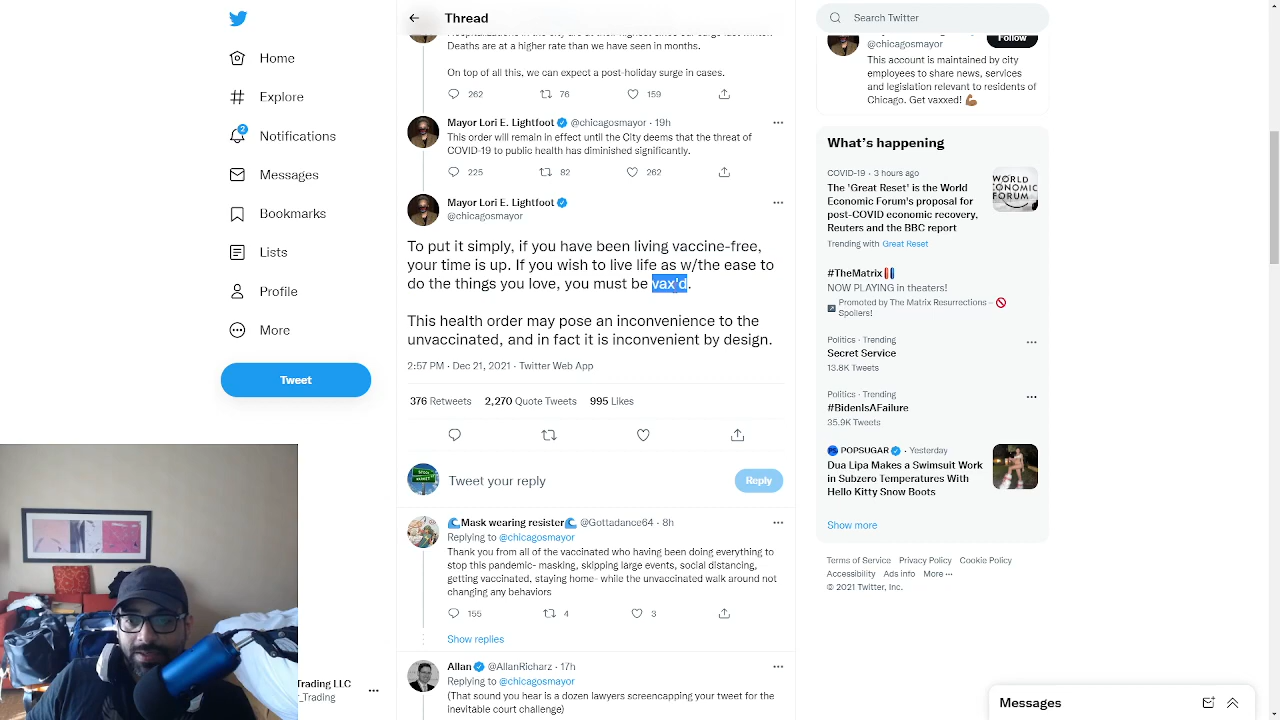 Home
Explore
2
Notifications
Messages
Bookmarks
Lists
Profile
More
Tweet
Trading LLC
_Trading
Thread
Deaths are at a higher rate than we have seen in months.
On top of all this, we can expect a post-holiday surge in cases.
262 76 159
Mayor Lori E. Lightfoot @chicagosmayor · 19h
This order will remain in effect until the City deems that the threat of
COVID-19 to public health has diminished significantly.
225 82 262
Mayor Lori E. Lightfoot
@chicagosmayor
To put it simply, if you have been living vaccine-free,
your time is up. If you wish to live life as w/the ease to
do the things you love, you must be vax'd.
This health order may pose an inconvenience to the
unvaccinated, and in fact it is inconvenient by design.
2:57 PM · Dec 21, 2021 · Twitter Web App
376 Retweets 2,270 Quote Tweets 995 Likes
STOCK
MARKET
Tweet your reply
Reply
🌊Mask wearing resister🌊 @Gottadance64 · 8h
Replying to @chicagosmayor
Thank you from all of the vaccinated who having been doing everything to
stop this pandemic- masking, skipping large events, social distancing,
getting vaccinated, staying home- while the unvaccinated walk around not
changing any behaviors
155 4 3
Show replies
Allan @AllanRicharz · 17h
Replying to @chicagosmayor
(That sound you hear is a dozen lawyers screencapping your tweet for the
inevitable court challenge)
Search Twitter
@chicagosmayor
Follow
This account is maintained by city
employees to share news, services
and legislation relevant to residents of
Chicago. Get vaxxed! 💪🏾
What's happening
COVID-19 · 3 hours ago
The 'Great Reset' is the World
Economic Forum's proposal for
post-COVID economic recovery,
Reuters and the BBC report
Trending with Great Reset
WORLD
ECONOMIC
FORUM
#TheMatrix
NOW PLAYING in theaters!
Promoted by The Matrix Resurrections – 🚫
Spoilers!
Politics · Trending
Secret Service
13.8K Tweets
Politics · Trending
#BidenIsAFailure
35.9K Tweets
POPSUGAR · Yesterday
Dua Lipa Makes a Swimsuit Work
in Subzero Temperatures With
Hello Kitty Snow Boots
Show more
Terms of Service Privacy Policy Cookie Policy
Accessibility Ads info More ···
© 2021 Twitter, Inc.
Messages